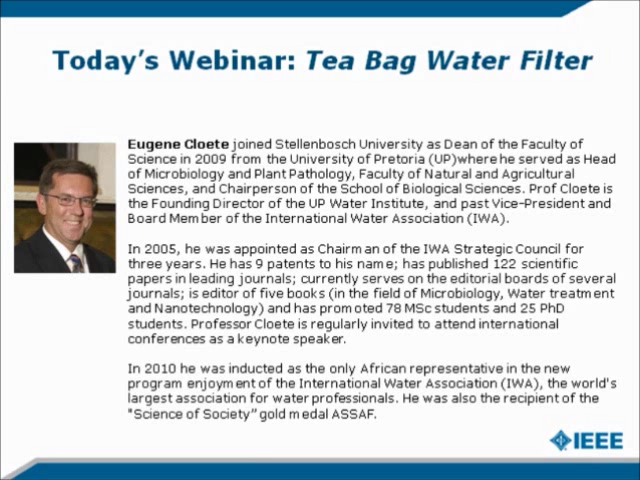 Today's Webinar: Tea Bag Water Filter
Eugene Cloete joined Stellenbosch University as Dean of the Faculty of
Science in 2009 from the University of Pretoria (UP)where he served as Head
of Microbiology and Plant Pathology, Faculty of Natural and Agricultural
Sciences, and Chairperson of the School of Biological Sciences. Prof Cloete is
the Founding Director of the UP Water Institute, and past Vice-President and
Board Member of the International Water Association (IWA).
In 2005, he was appointed as Chairman of the IWA Strategic Council for
three years. He has 9 patents to his name; has published 122 scientific
papers in leading journals; currently serves on the editorial boards of several
journals; is editor of five books (in the field of Microbiology, Water treatment
and Nanotechnology) and has promoted 78 MSc students and 25 PhD
students. Professor Cloete is regularly invited to attend international
conferences as a keynote speaker.
In 2010 he was inducted as the only African representative in the new
program enjoyment of the International Water Association (IWA), the world's
largest association for water professionals. He was also the recipient of the
"Science of Society" gold medal ASSAF.
IEEE